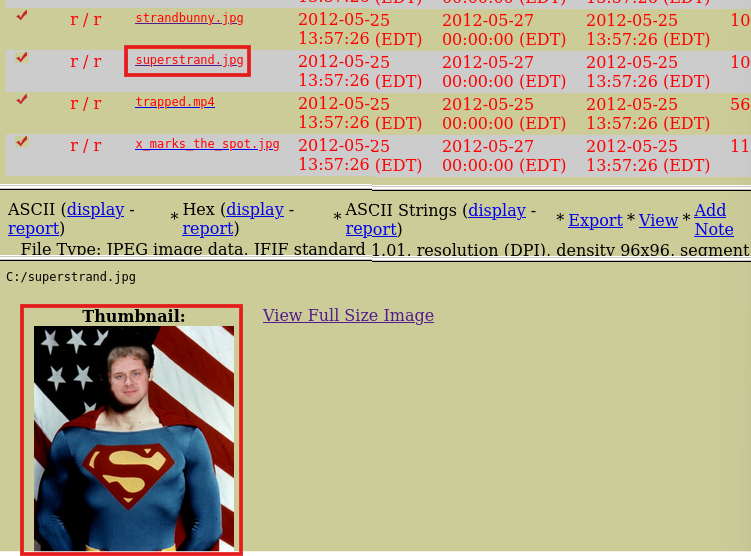 r / r strandbunny.jpg 2012-05-25 2012-05-27 2012-05-25 10
13:57:26 (EDT) 00:00:00 (EDT) 13:57:26 (EDT)
r / r superstrand.jpg 2012-05-25 2012-05-27 2012-05-25 10
13:57:26 (EDT) 00:00:00 (EDT) 13:57:26 (EDT)
r / r trapped.mp4 2012-05-25 2012-05-27 2012-05-25 56
13:57:26 (EDT) 00:00:00 (EDT) 13:57:26 (EDT)
r / r x_marks_the_spot.jpg 2012-05-25 2012-05-27 2012-05-25 11
13:57:26 (EDT) 00:00:00 (EDT) 13:57:26 (EDT)
ASCII (display - report) * Hex (display - report) * ASCII Strings (display - report) * Export * View * Add Note
File Type: JPEG image data, JFIF standard 1.01, resolution (DPI), density 96x96, segment
C:/superstrand.jpg
Thumbnail:
View Full Size Image
S